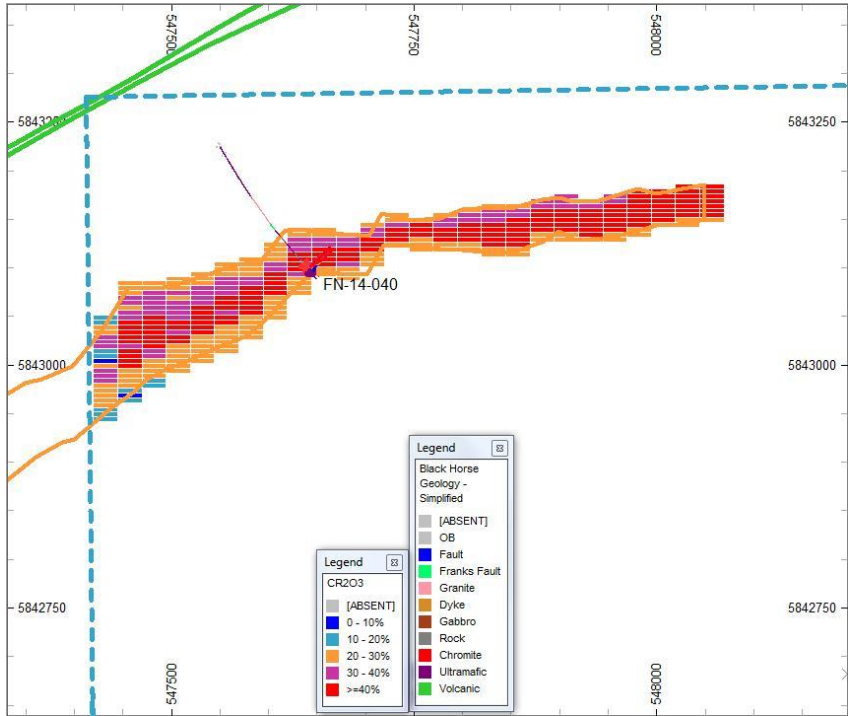 547500
547750
548000
5843250
5843250
FN-14-040
5843000
5843000
Legend
Black Horse
Geology -
Simplified
[ABSENT]
OB
Fault
Franks Fault
Granite
Dyke
Gabbro
Rock
Chromite
Ultramafic
Volcanic
Legend
CR2O3
[ABSENT]
0 - 10%
10 - 20%
20 - 30%
30 - 40%
>=40%
5842750
5842750
547500
548000